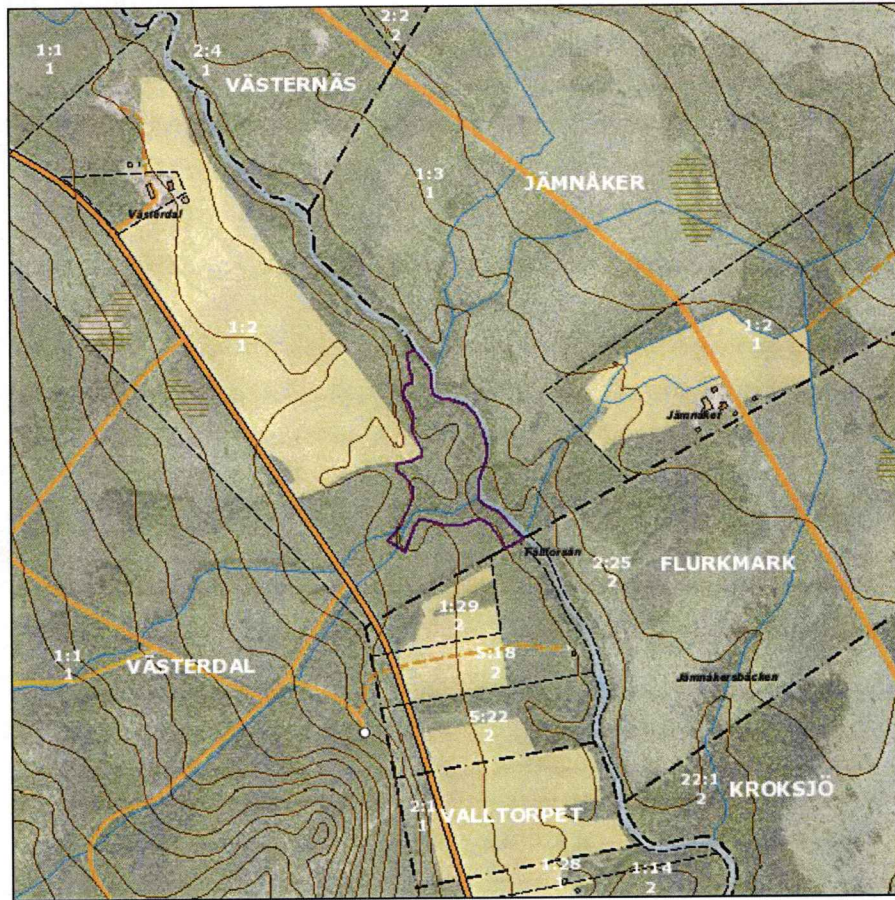 2:2
2
1:1
1
2:4
1
VÄSTERNÄS
1:3
1
JÄMNÅKER
Västerdal
1:2
1
1:2
1
Jämnåker
Fällforsån
2:25
2
FLURKMARK
1:29
2
S:18
2
1:1
1
VÄSTERDAL
Jämnåkersbäcken
S:22
2
22:1
2
KROKSJÖ
2:1
1
VALLTORPET
1:28
1
1:14
2